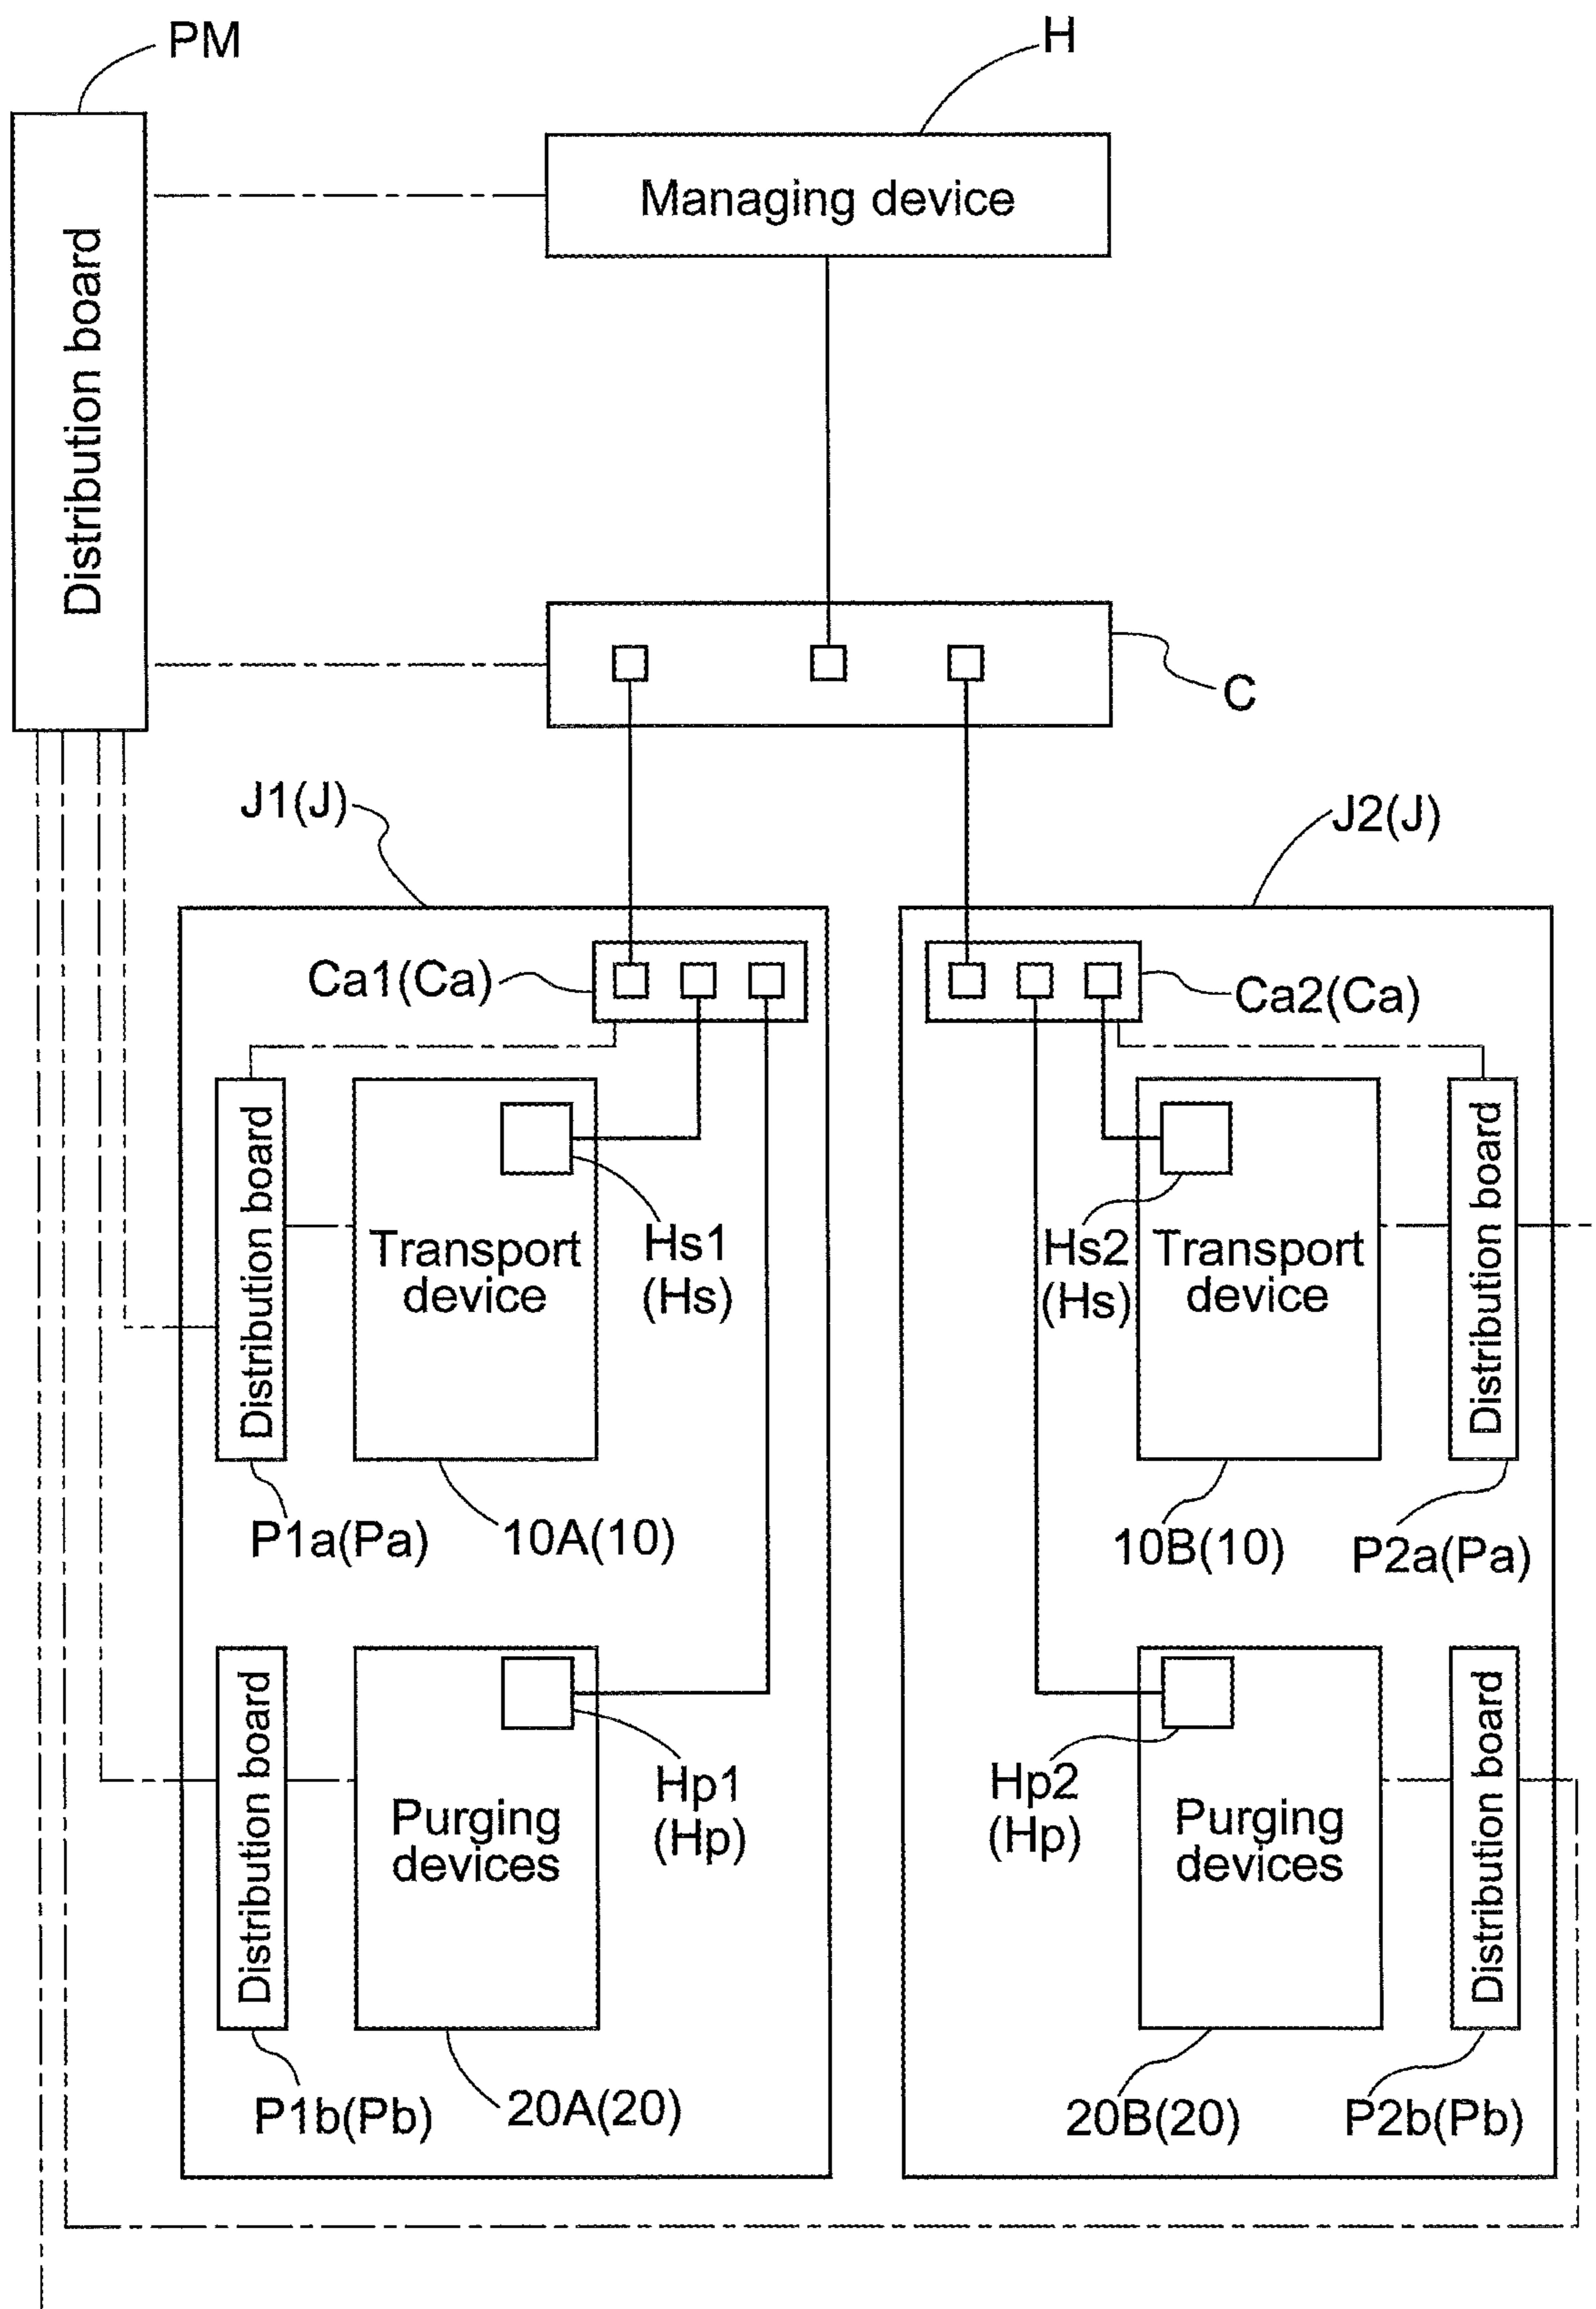 PM
H
Distribution board
Managing device
C
J1(J)
J2(J)
Ca1(Ca)
Ca2(Ca)
Distribution board
Transport
device
Hs1
(Hs)
Hs2
(Hs)
Transport
device
Distribution board
P1a(Pa)
10A(10)
10B(10)
P2a(Pa)
Distribution board
Purging
devices
Hp1
(Hp)
Hp2
(Hp)
Purging
devices
Distribution board
P1b(Pb)
20A(20)
20B(20)
P2b(Pb)